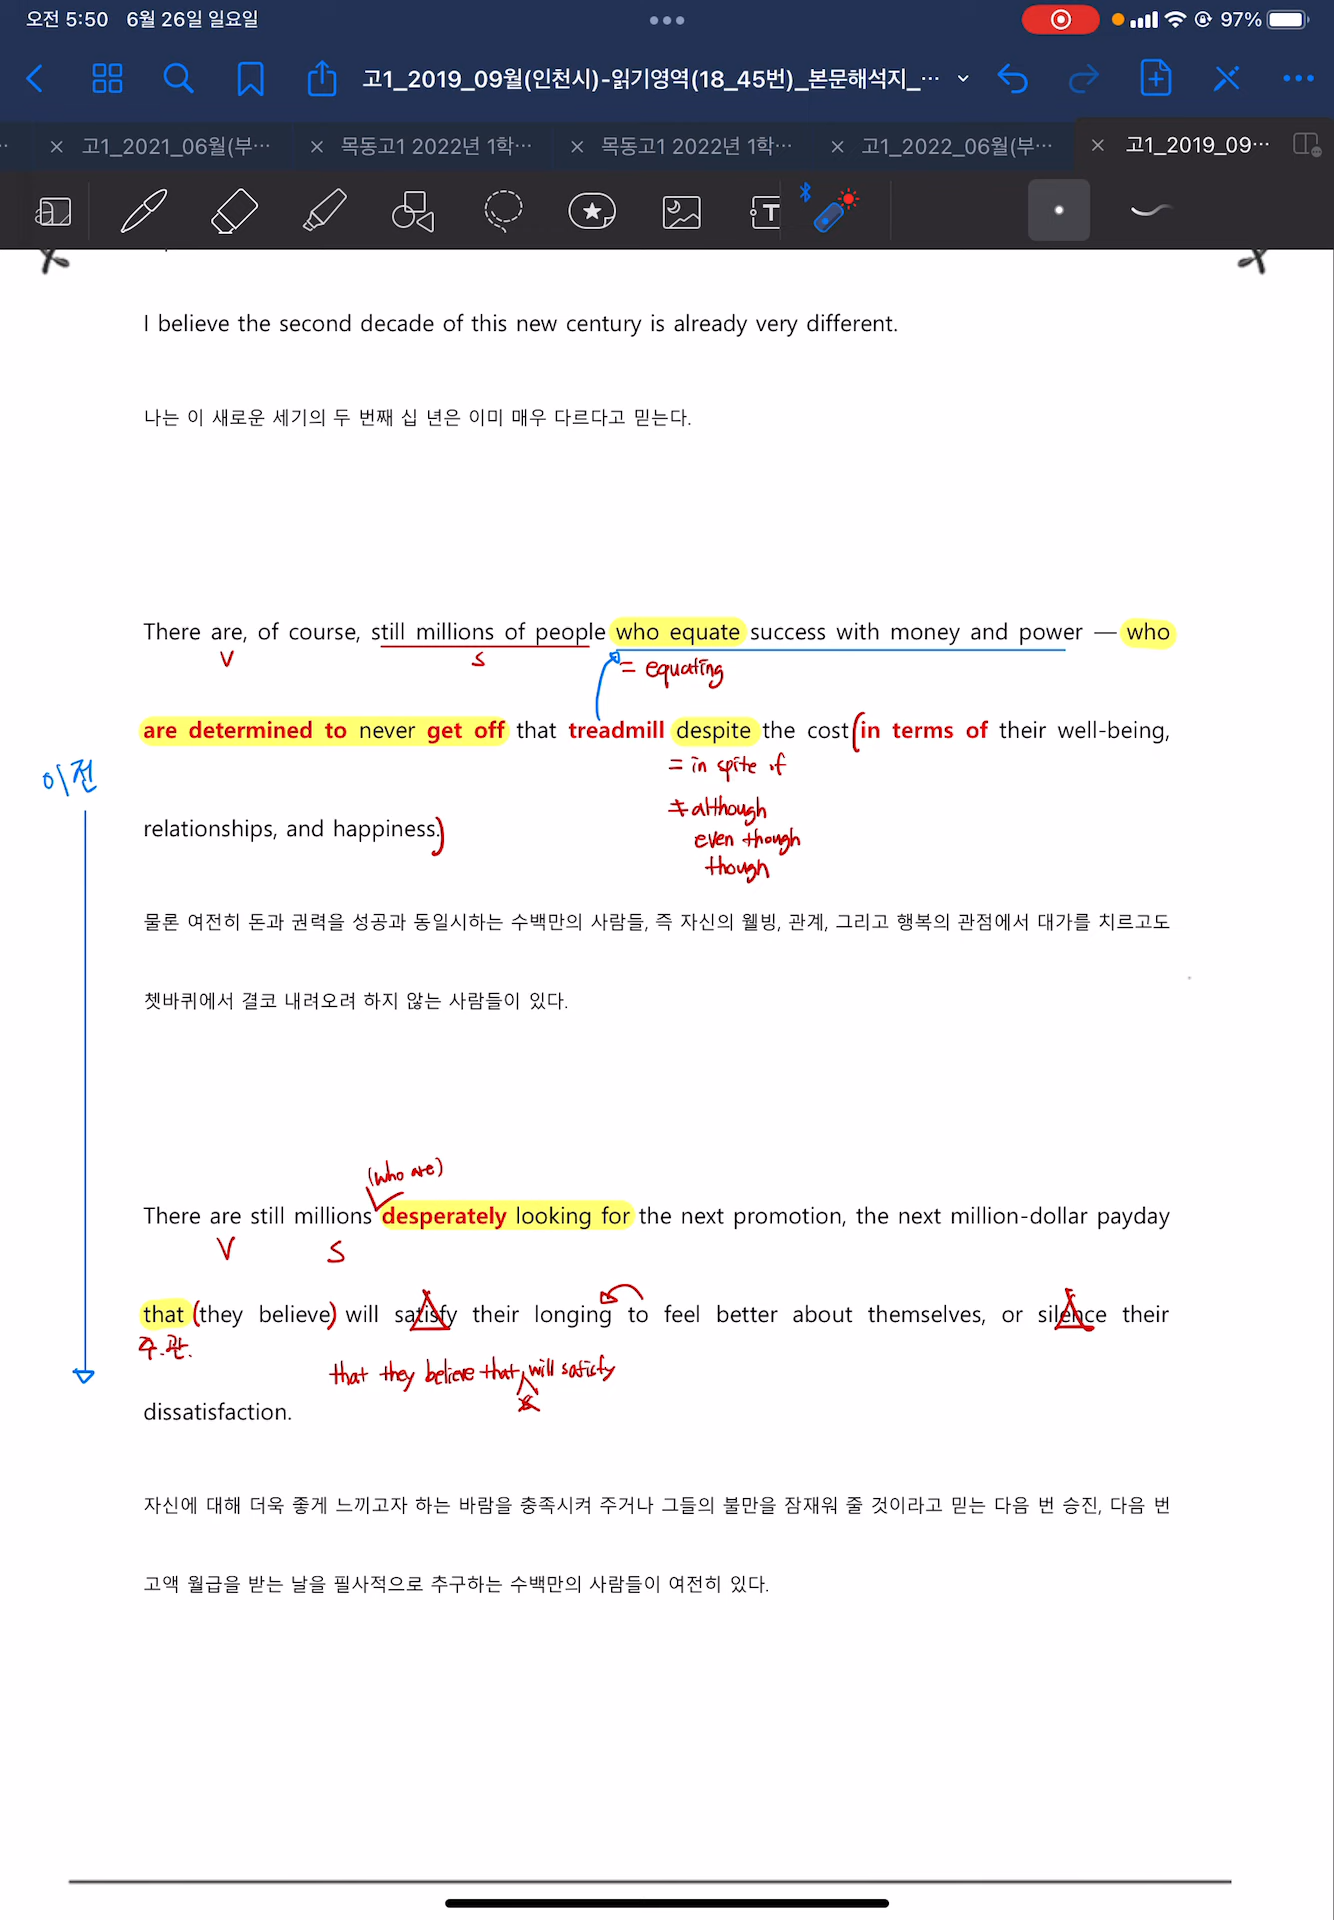 오전 5:50 6월 26일 일요일 97%
고1_2019_09월(인천시)-읽기영역(18_45번)_본문해석지_…
고1_2021_06월(부… 목동고1 2022년 1학… 목동고1 2022년 1학… 고1_2022_06월(부… 고1_2019_09…
I believe the second decade of this new century is already very different.
나는 이 새로운 세기의 두 번째 십 년은 이미 매우 다르다고 믿는다.
There are, of course, still millions of people who equate success with money and power — who
V S = equating
are determined to never get off that treadmill despite the cost (in terms of their well-being,
= in spite of
이전
≠ although
relationships, and happiness.)
even though
though
물론 여전히 돈과 권력을 성공과 동일시하는 수백만의 사람들, 즉 자신의 웰빙, 관계, 그리고 행복의 관점에서 대가를 치르고도
쳇바퀴에서 결코 내려오려 하지 않는 사람들이 있다.
(who are)
There are still millions desperately looking for the next promotion, the next million-dollar payday
V S
that (they believe) will satisfy their longing to feel better about themselves, or silence their
주.관.
that they believe that will satisfy
dissatisfaction.
자신에 대해 더욱 좋게 느끼고자 하는 바람을 충족시켜 주거나 그들의 불만을 잠재워 줄 것이라고 믿는 다음 번 승진, 다음 번
고액 월급을 받는 날을 필사적으로 추구하는 수백만의 사람들이 여전히 있다.